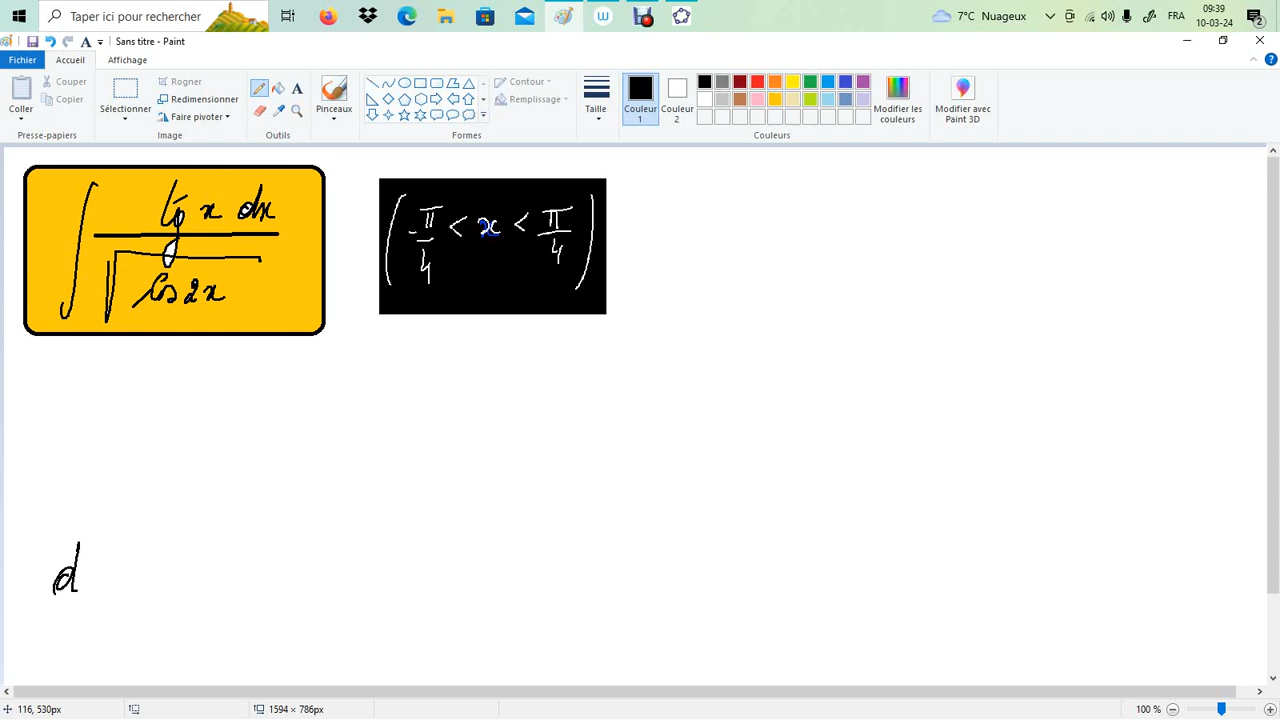 Taper ici pour rechercher
7°C Nuageux
FRA
09:39
10-03-24
2
Sans titre - Paint
Fichier
Accueil
Affichage
Coller
Couper
Copier
Presse-papiers
Sélectionner
Rogner
Redimensionner
Faire pivoter
Image
A
Outils
Pinceaux
Contour
Remplissage
Formes
Taille
Couleur 1
Couleur 2
Modifier les couleurs
Couleurs
Modifier avec Paint 3D
∫ tg x dx / √cos 2x
( -π/4 < x < π/4 )
d
116, 530px
1594 × 786px
100 %